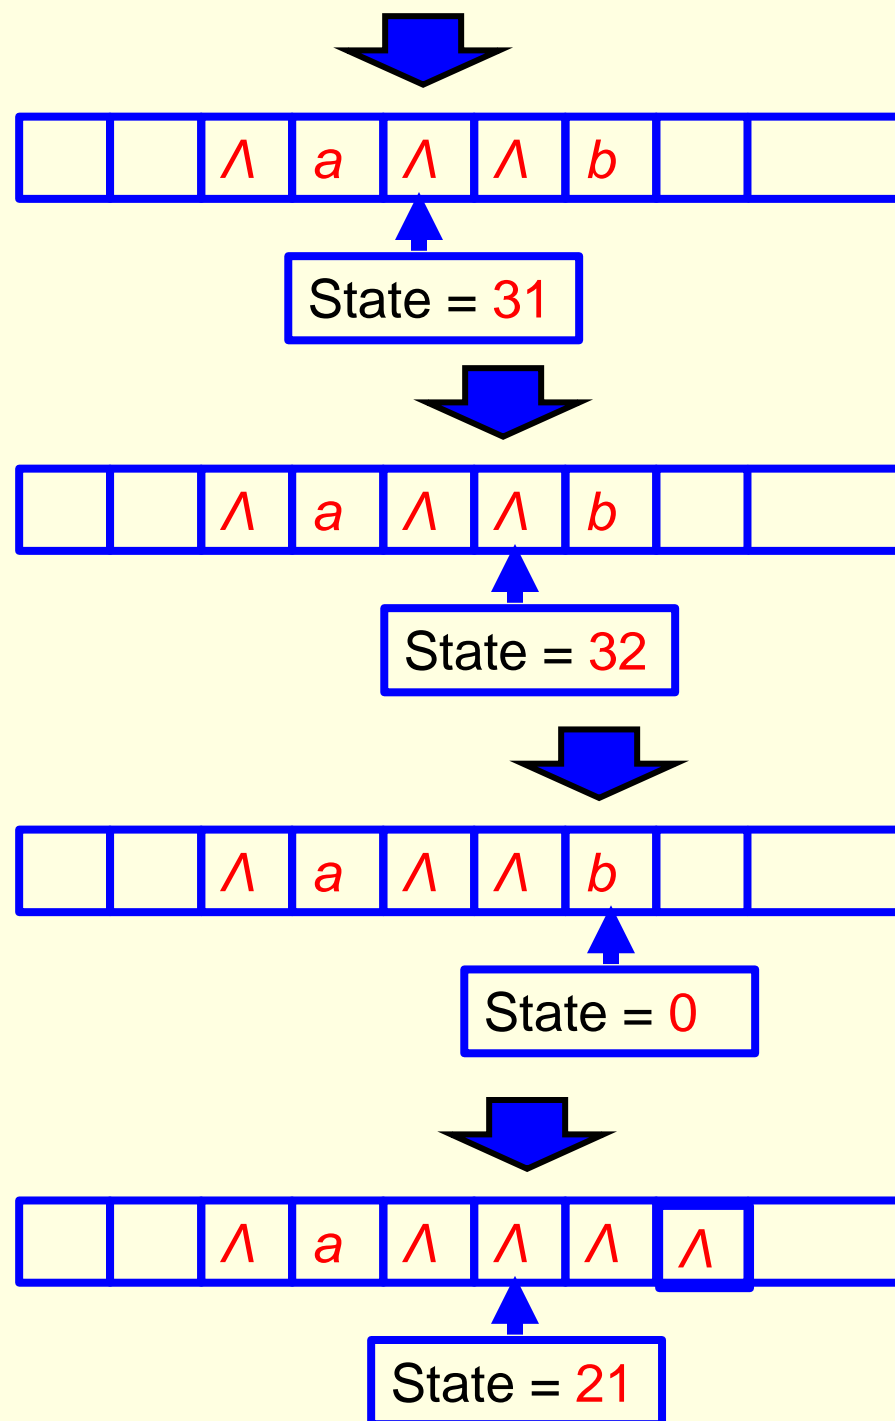 Λ a Λ Λ b
State = 31
Λ a Λ Λ b
State = 32
Λ a Λ Λ b
State = 0
Λ a Λ Λ Λ Λ
State = 21